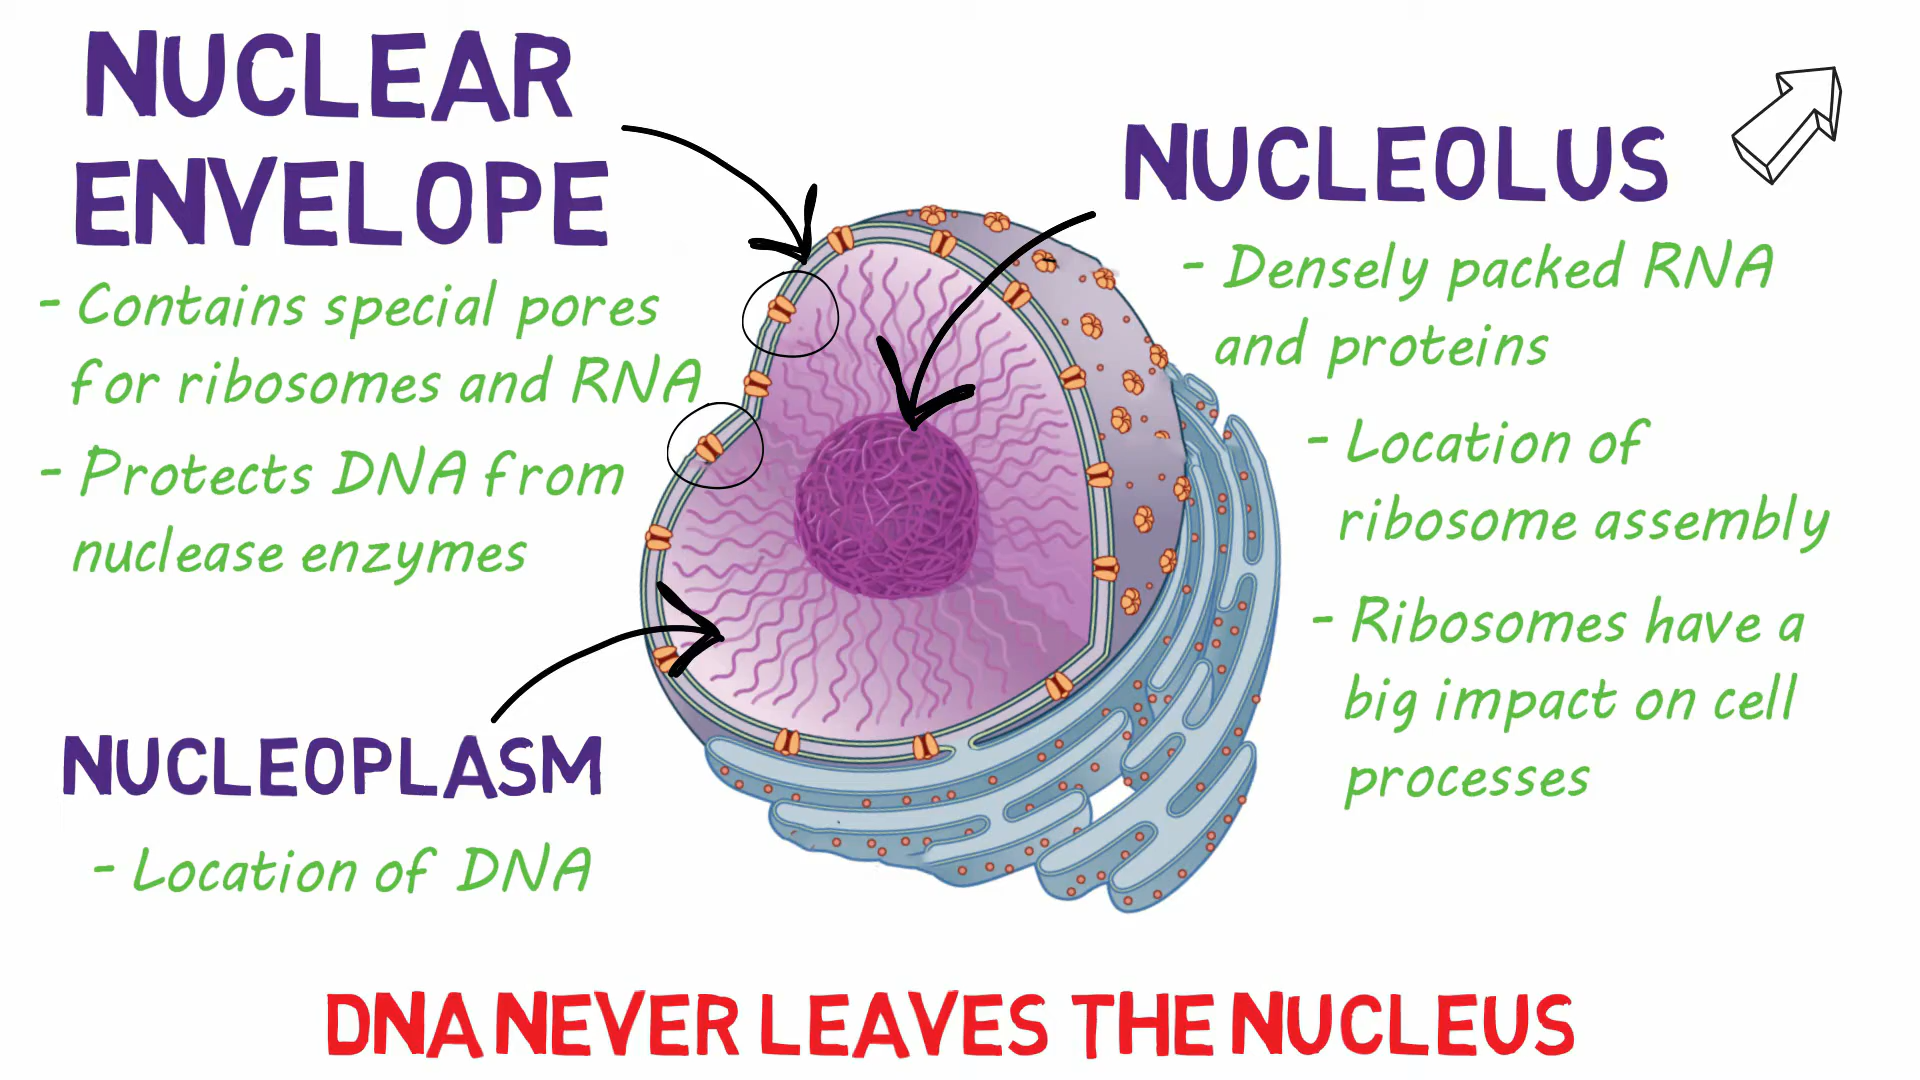 NUCLEAR
ENVELOPE
- Contains special pores
for ribosomes and RNA
- Protects DNA from
nuclease enzymes
NUCLEOPLASM
- Location of DNA
NUCLEOLUS
- Densely packed RNA
and proteins
- Location of
ribosome assembly
- Ribosomes have a
big impact on cell
processes
DNA NEVER LEAVES THE NUCLEUS